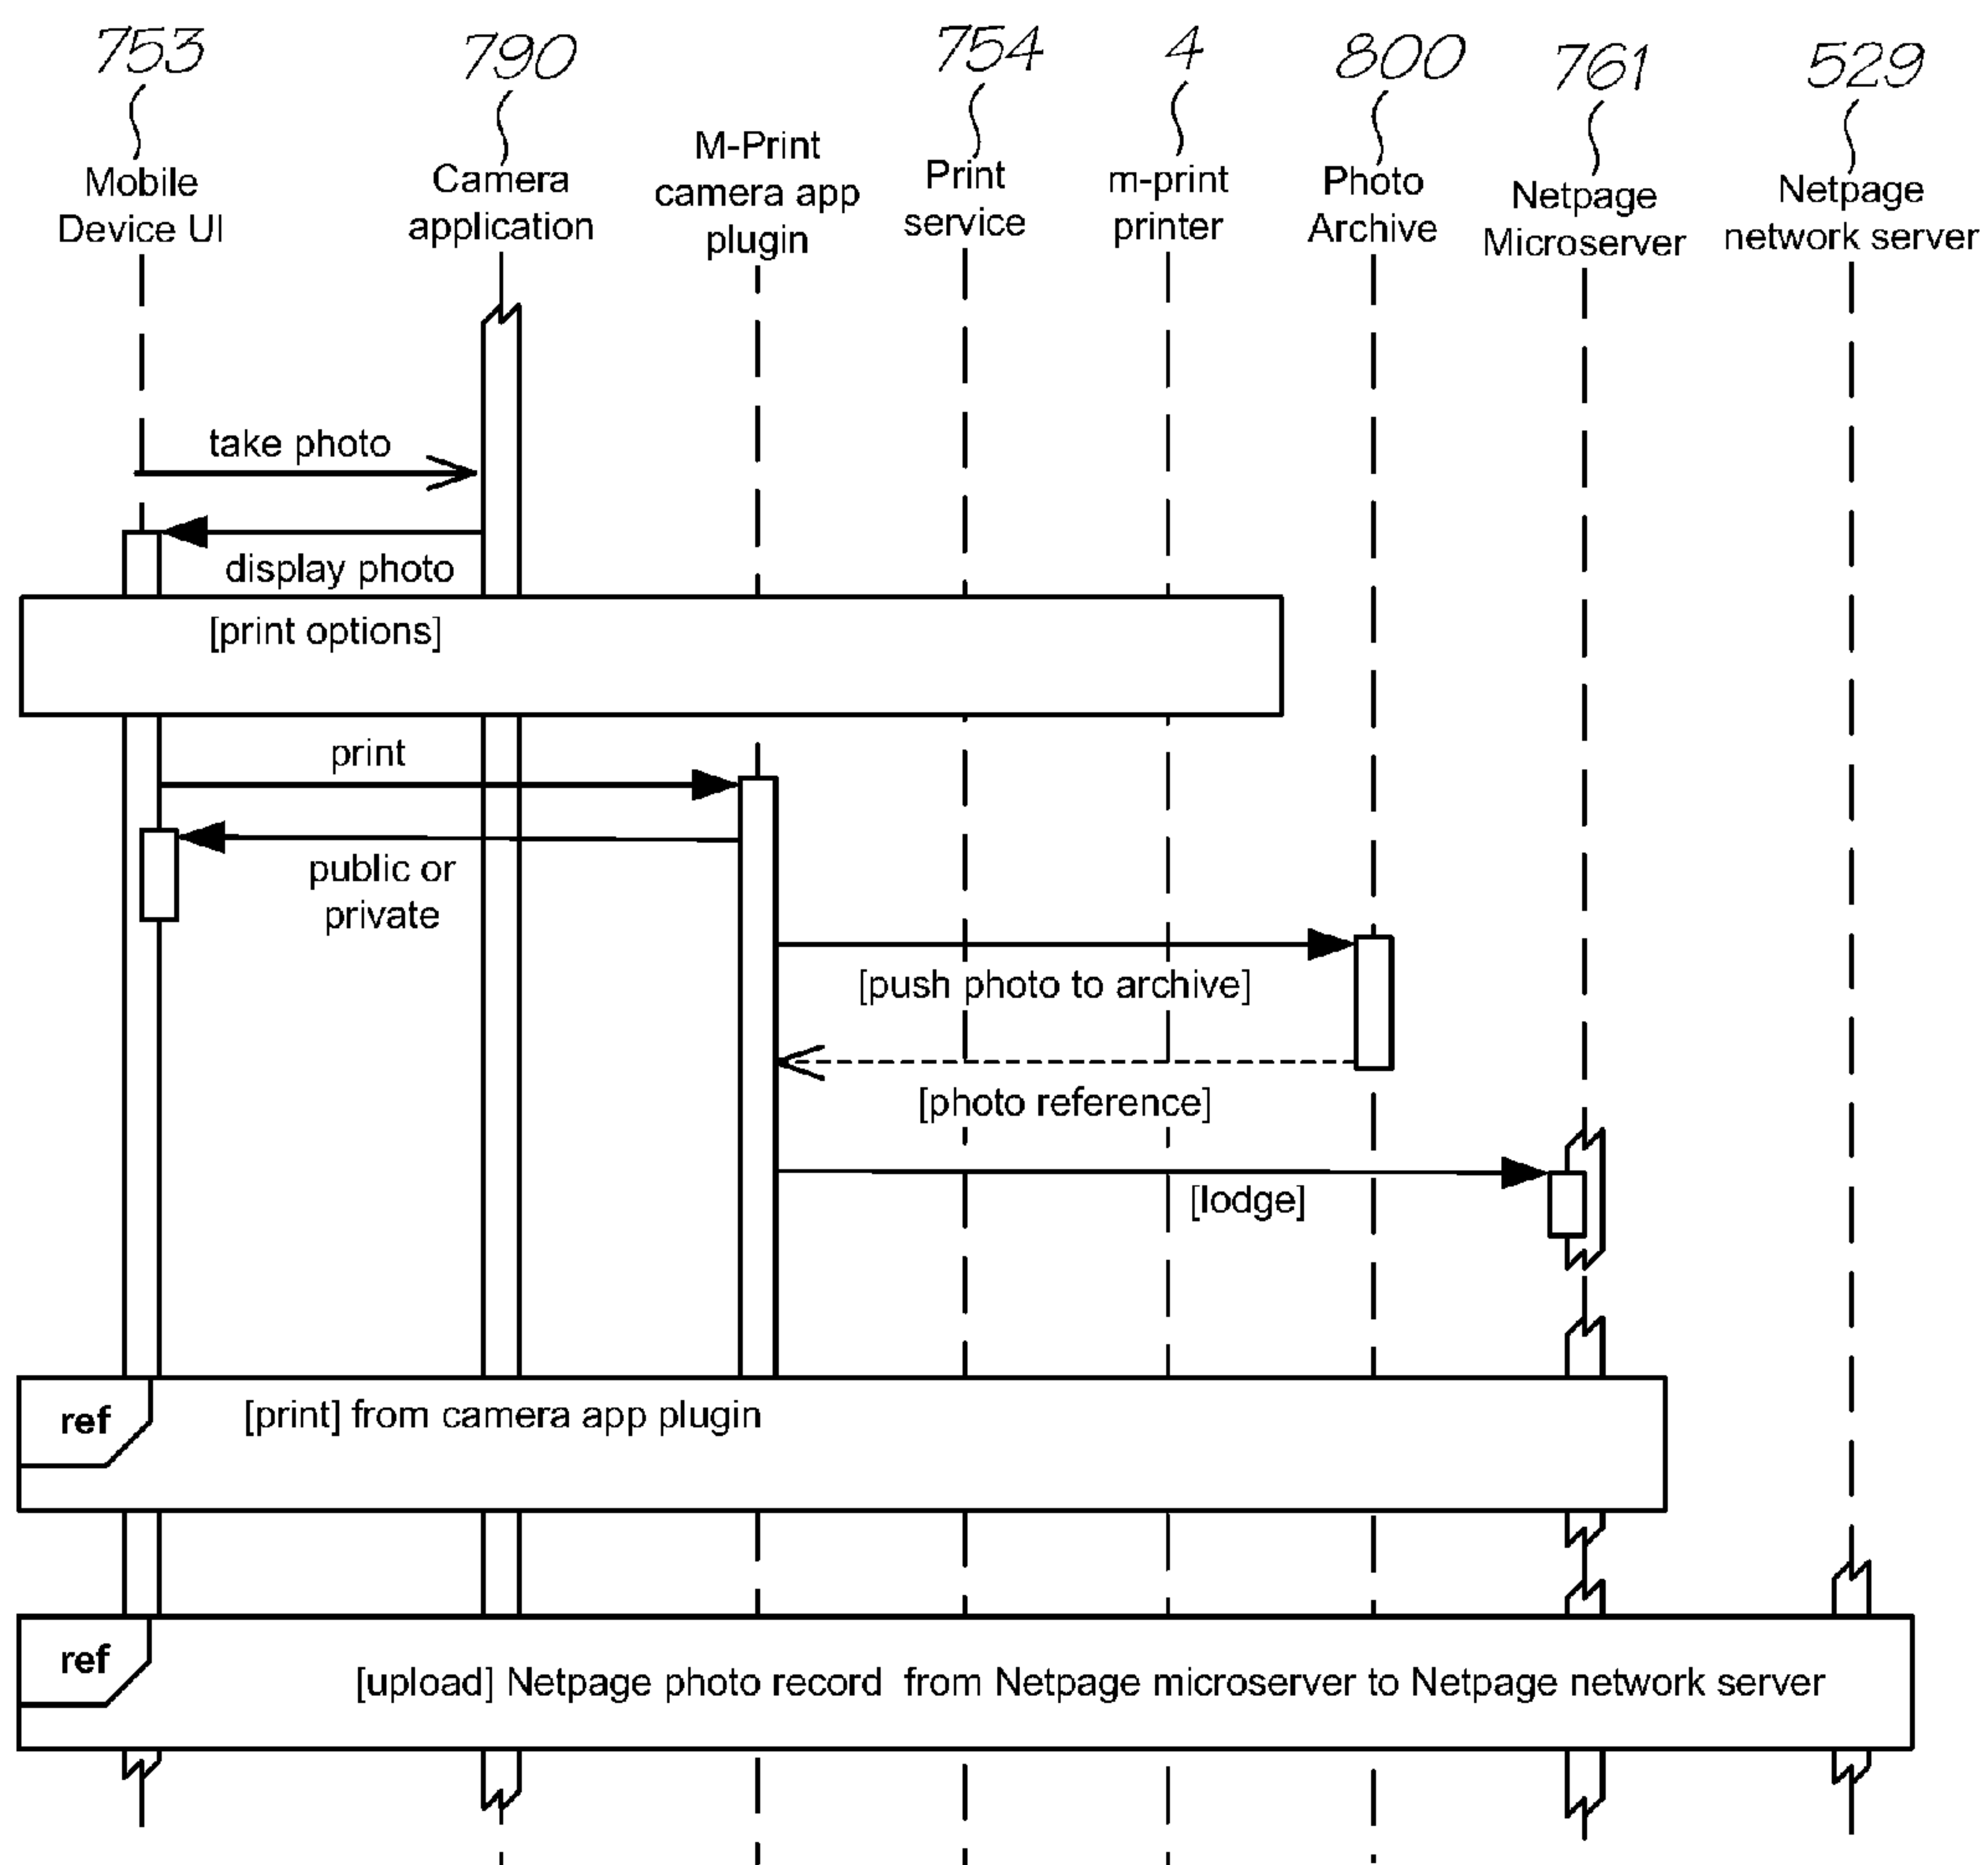 753
790
754
4
800
761
529
Mobile
Device UI
Camera
application
M-Print
camera app
plugin
Print
service
m-print
printer
Photo
Archive
Netpage
Microserver
Netpage
network server
take photo
display photo
[print options]
print
public or
private
[push photo to archive]
[photo reference]
[lodge]
ref
[print] from camera app plugin
ref
[upload] Netpage photo record from Netpage microserver to Netpage network server